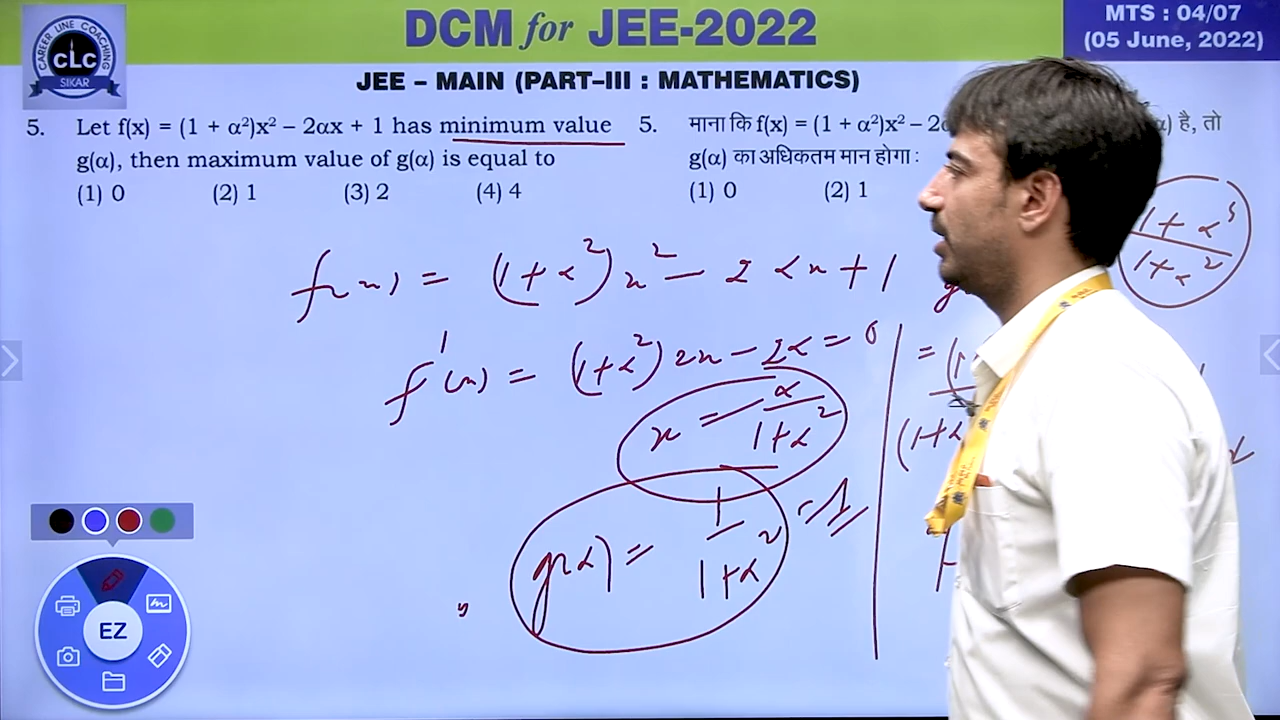 CAREER LINE COACHING
CLC
SIKAR
DCM for JEE-2022
MTS : 04/07
(05 June, 2022)
JEE – MAIN (PART–III : MATHEMATICS)
5. Let f(x) = (1 + α²)x² – 2αx + 1 has minimum value
g(α), then maximum value of g(α) is equal to
(1) 0 (2) 1 (3) 2 (4) 4
5. माना कि f(x) = (1 + α²)x² – 2α
है, तो
g(α) का अधिकतम मान होगा :
(1) 0 (2) 1
f(x) = (1+α²)x² – 2αx + 1
f'(x) = (1+α²)2x – 2α = 0
x = α/(1+α²)
g(α) = 1/(1+α²) = 1
EZ